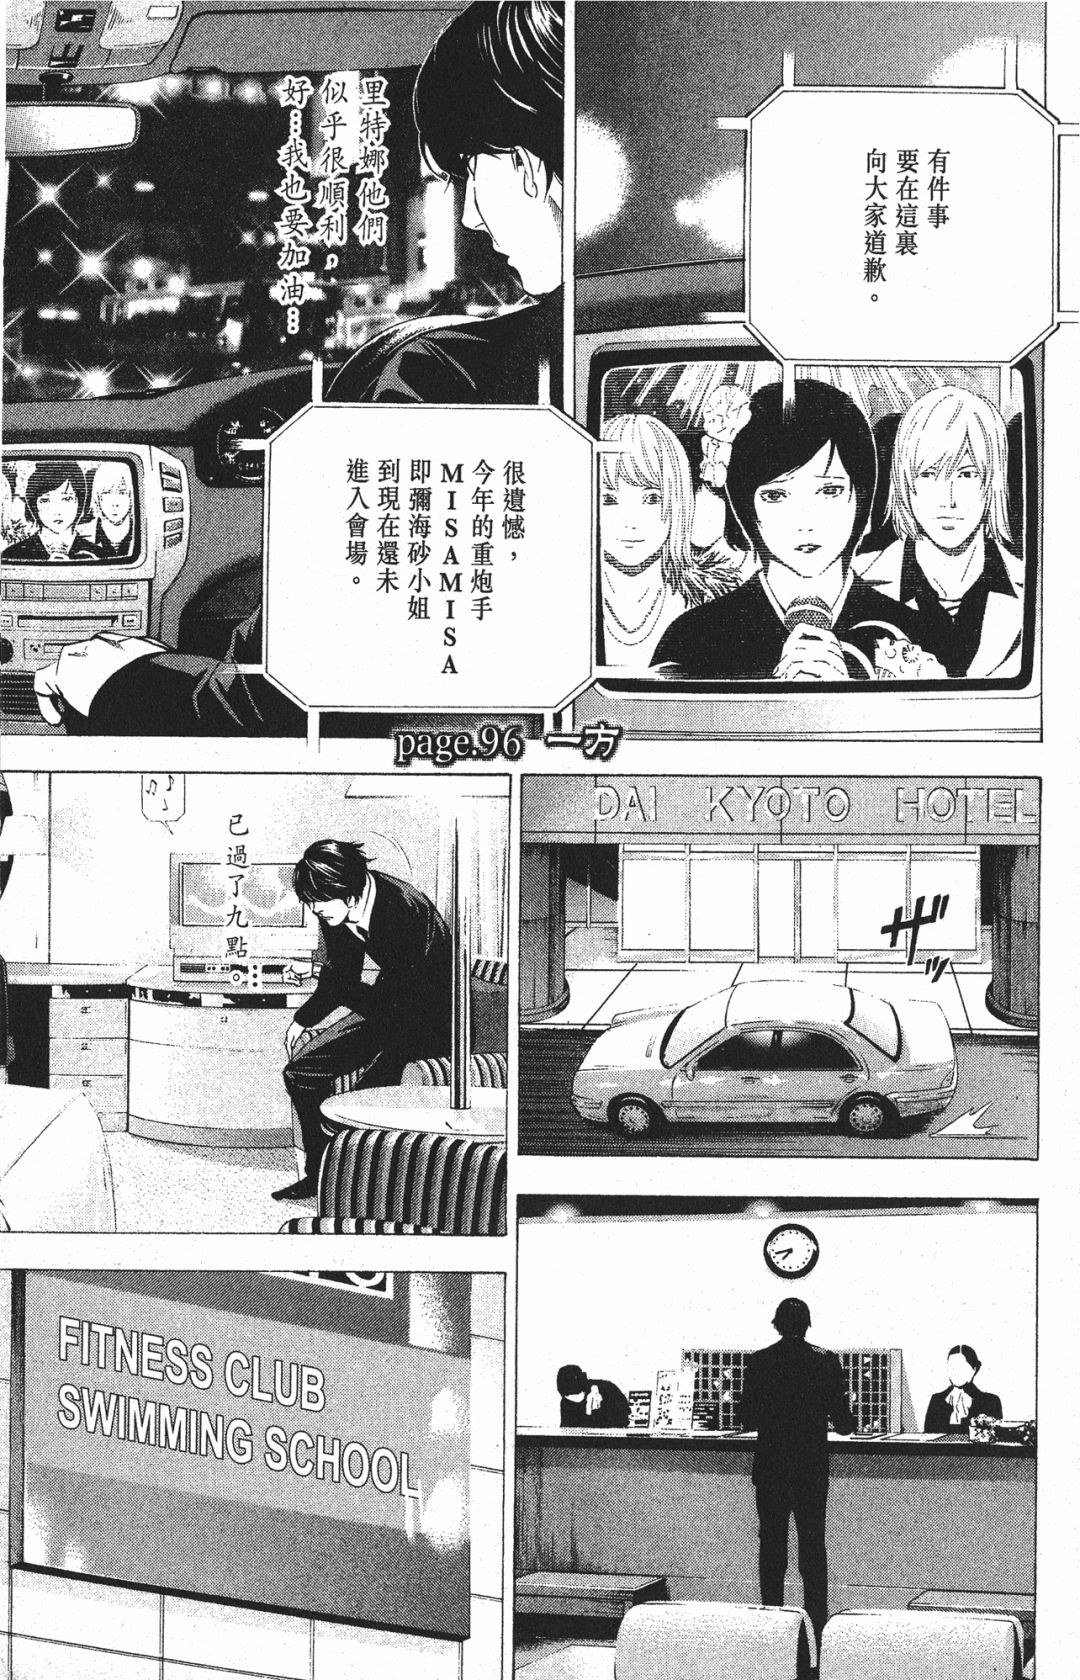 有件事
要在這裏
向大家道歉。
很遺憾，
今年的重炮手
MISAMISA
即彌海砂小姐
到現在還未
進入會場。
里特娜他們
似乎很順利，
好…我也要加油…
page.96 一方
DAI KYOTO HOTEL
ザッ
已過了九點…
FITNESS CLUB
SWIMMING SCHOOL